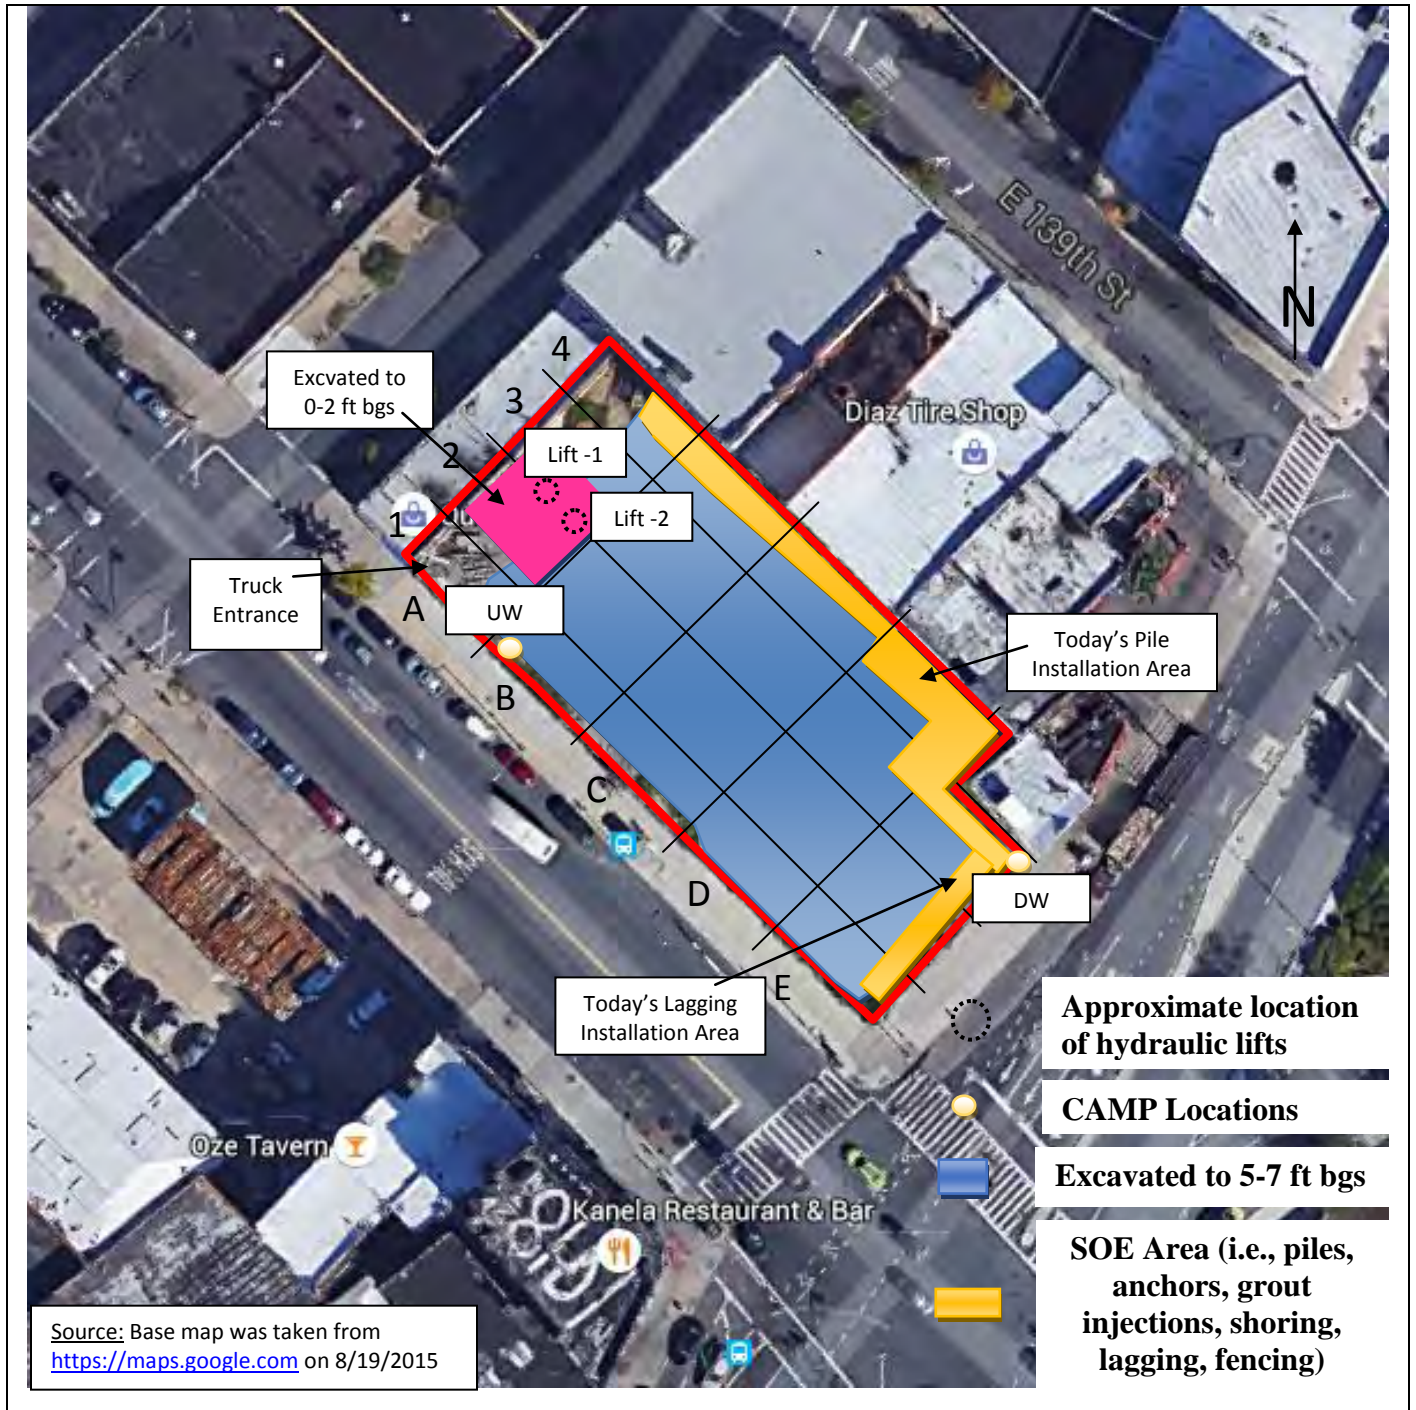 E 139th St
N
4
Excvated to
0-2 ft bgs
3
Diaz Tire Shop
Lift -1
2
Lift -2
1
Truck
Entrance
A
UW
Today's Pile
Installation Area
B
C
D
DW
E
Today's Lagging
Installation Area
Approximate location
of hydraulic lifts
CAMP Locations
Oze Tavern
Excavated to 5-7 ft bgs
Kanela Restaurant & Bar
SOE Area (i.e., piles,
anchors, grout
injections, shoring,
lagging, fencing)
Source: Base map was taken from
https://maps.google.com on 8/19/2015